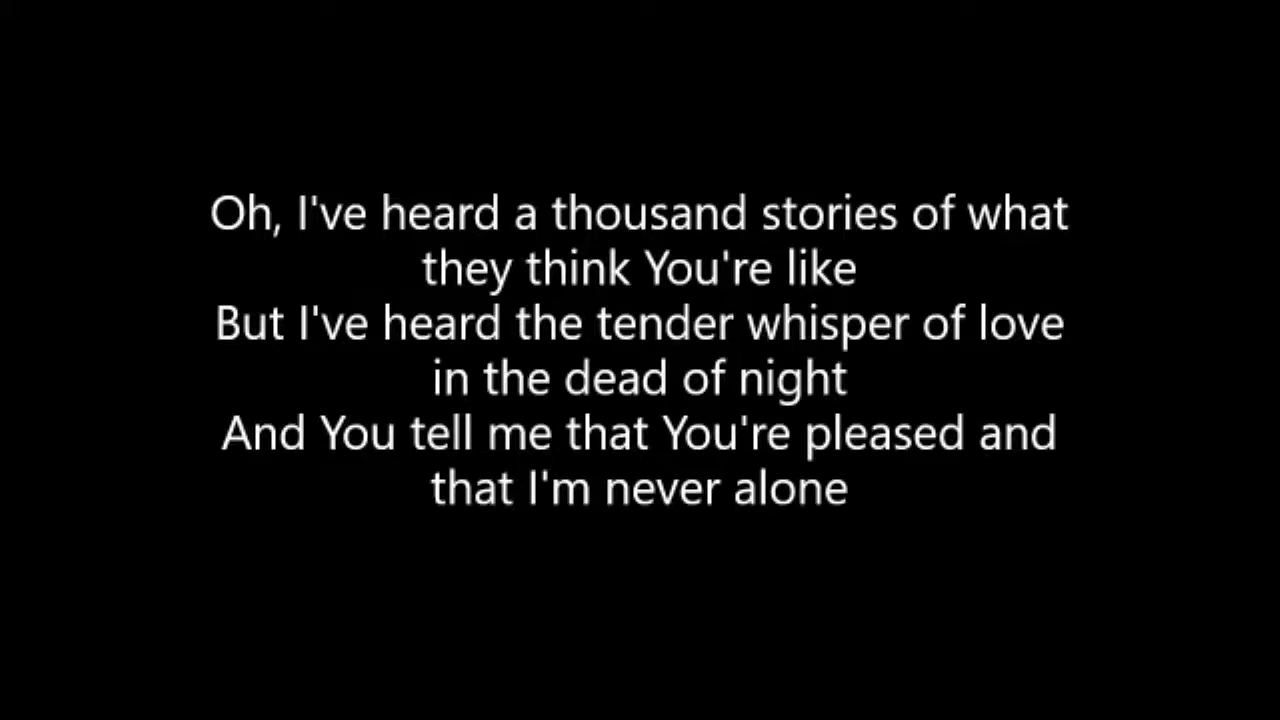 Oh, I've heard a thousand stories of what
they think You're like
But I've heard the tender whisper of love
in the dead of night
And You tell me that You're pleased and
that I'm never alone